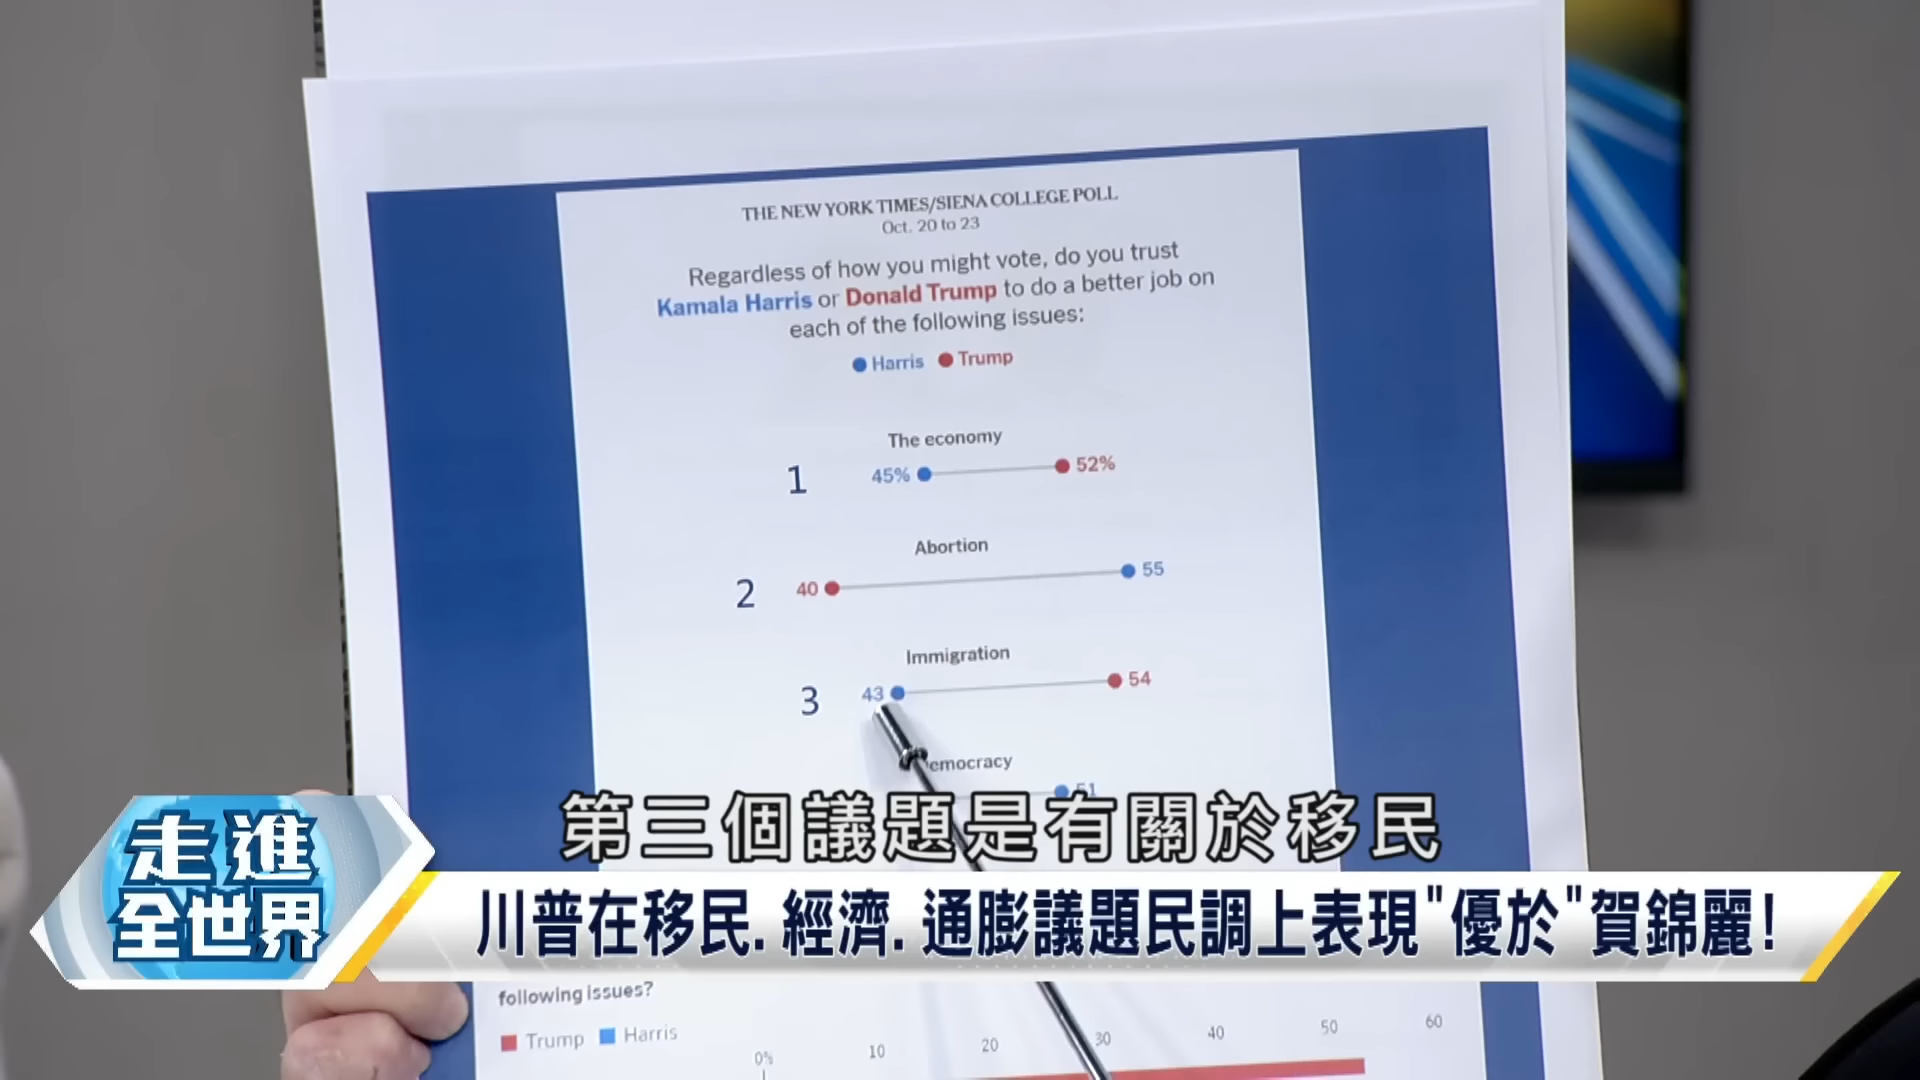 THE NEW YORK TIMES/SIENA COLLEGE POLL
Oct. 20 to 23
Regardless of how you might vote, do you trust
Kamala Harris or Donald Trump to do a better job on
each of the following issues:
Harris Trump
The economy
1 45% 52%
Abortion
2 40 55
Immigration
3 43 54
emocracy
51
第三個議題是有關於移民
走進
全世界
川普在移民.經濟.通膨議題民調上表現"優於"賀錦麗!
following issues?
Trump Harris
0% 10 20 30 40 50 60